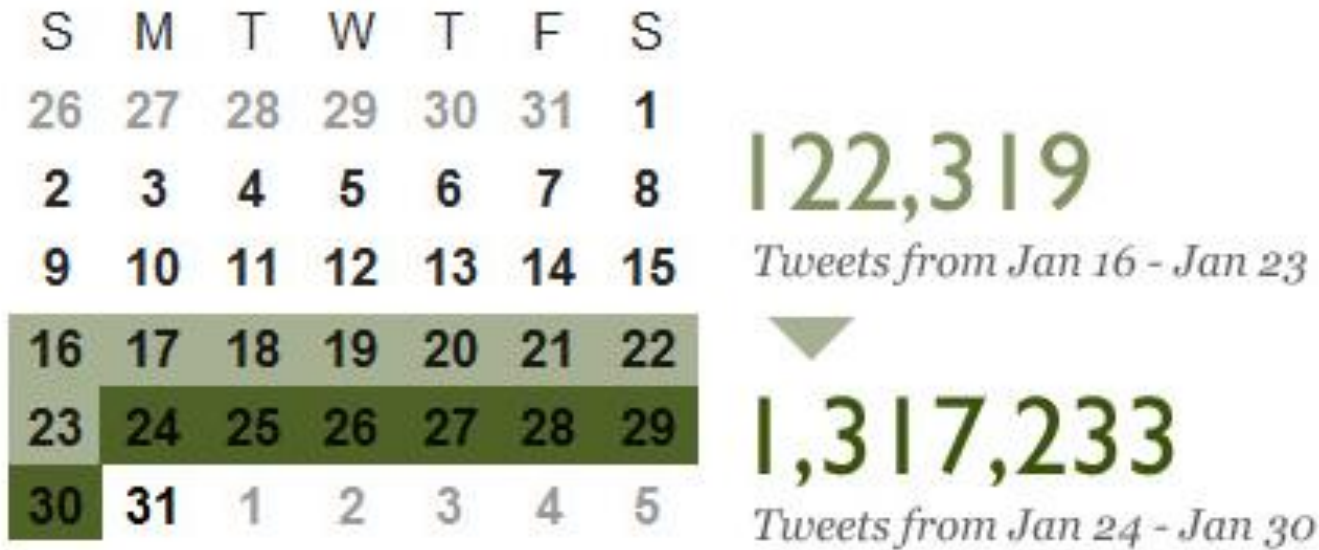 S M T W T F S
26 27 28 29 30 31 1
2 3 4 5 6 7 8
9 10 11 12 13 14 15
16 17 18 19 20 21 22
23 24 25 26 27 28 29
30 31 1 2 3 4 5
122,319
Tweets from Jan 16 - Jan 23
1,317,233
Tweets from Jan 24 - Jan 30